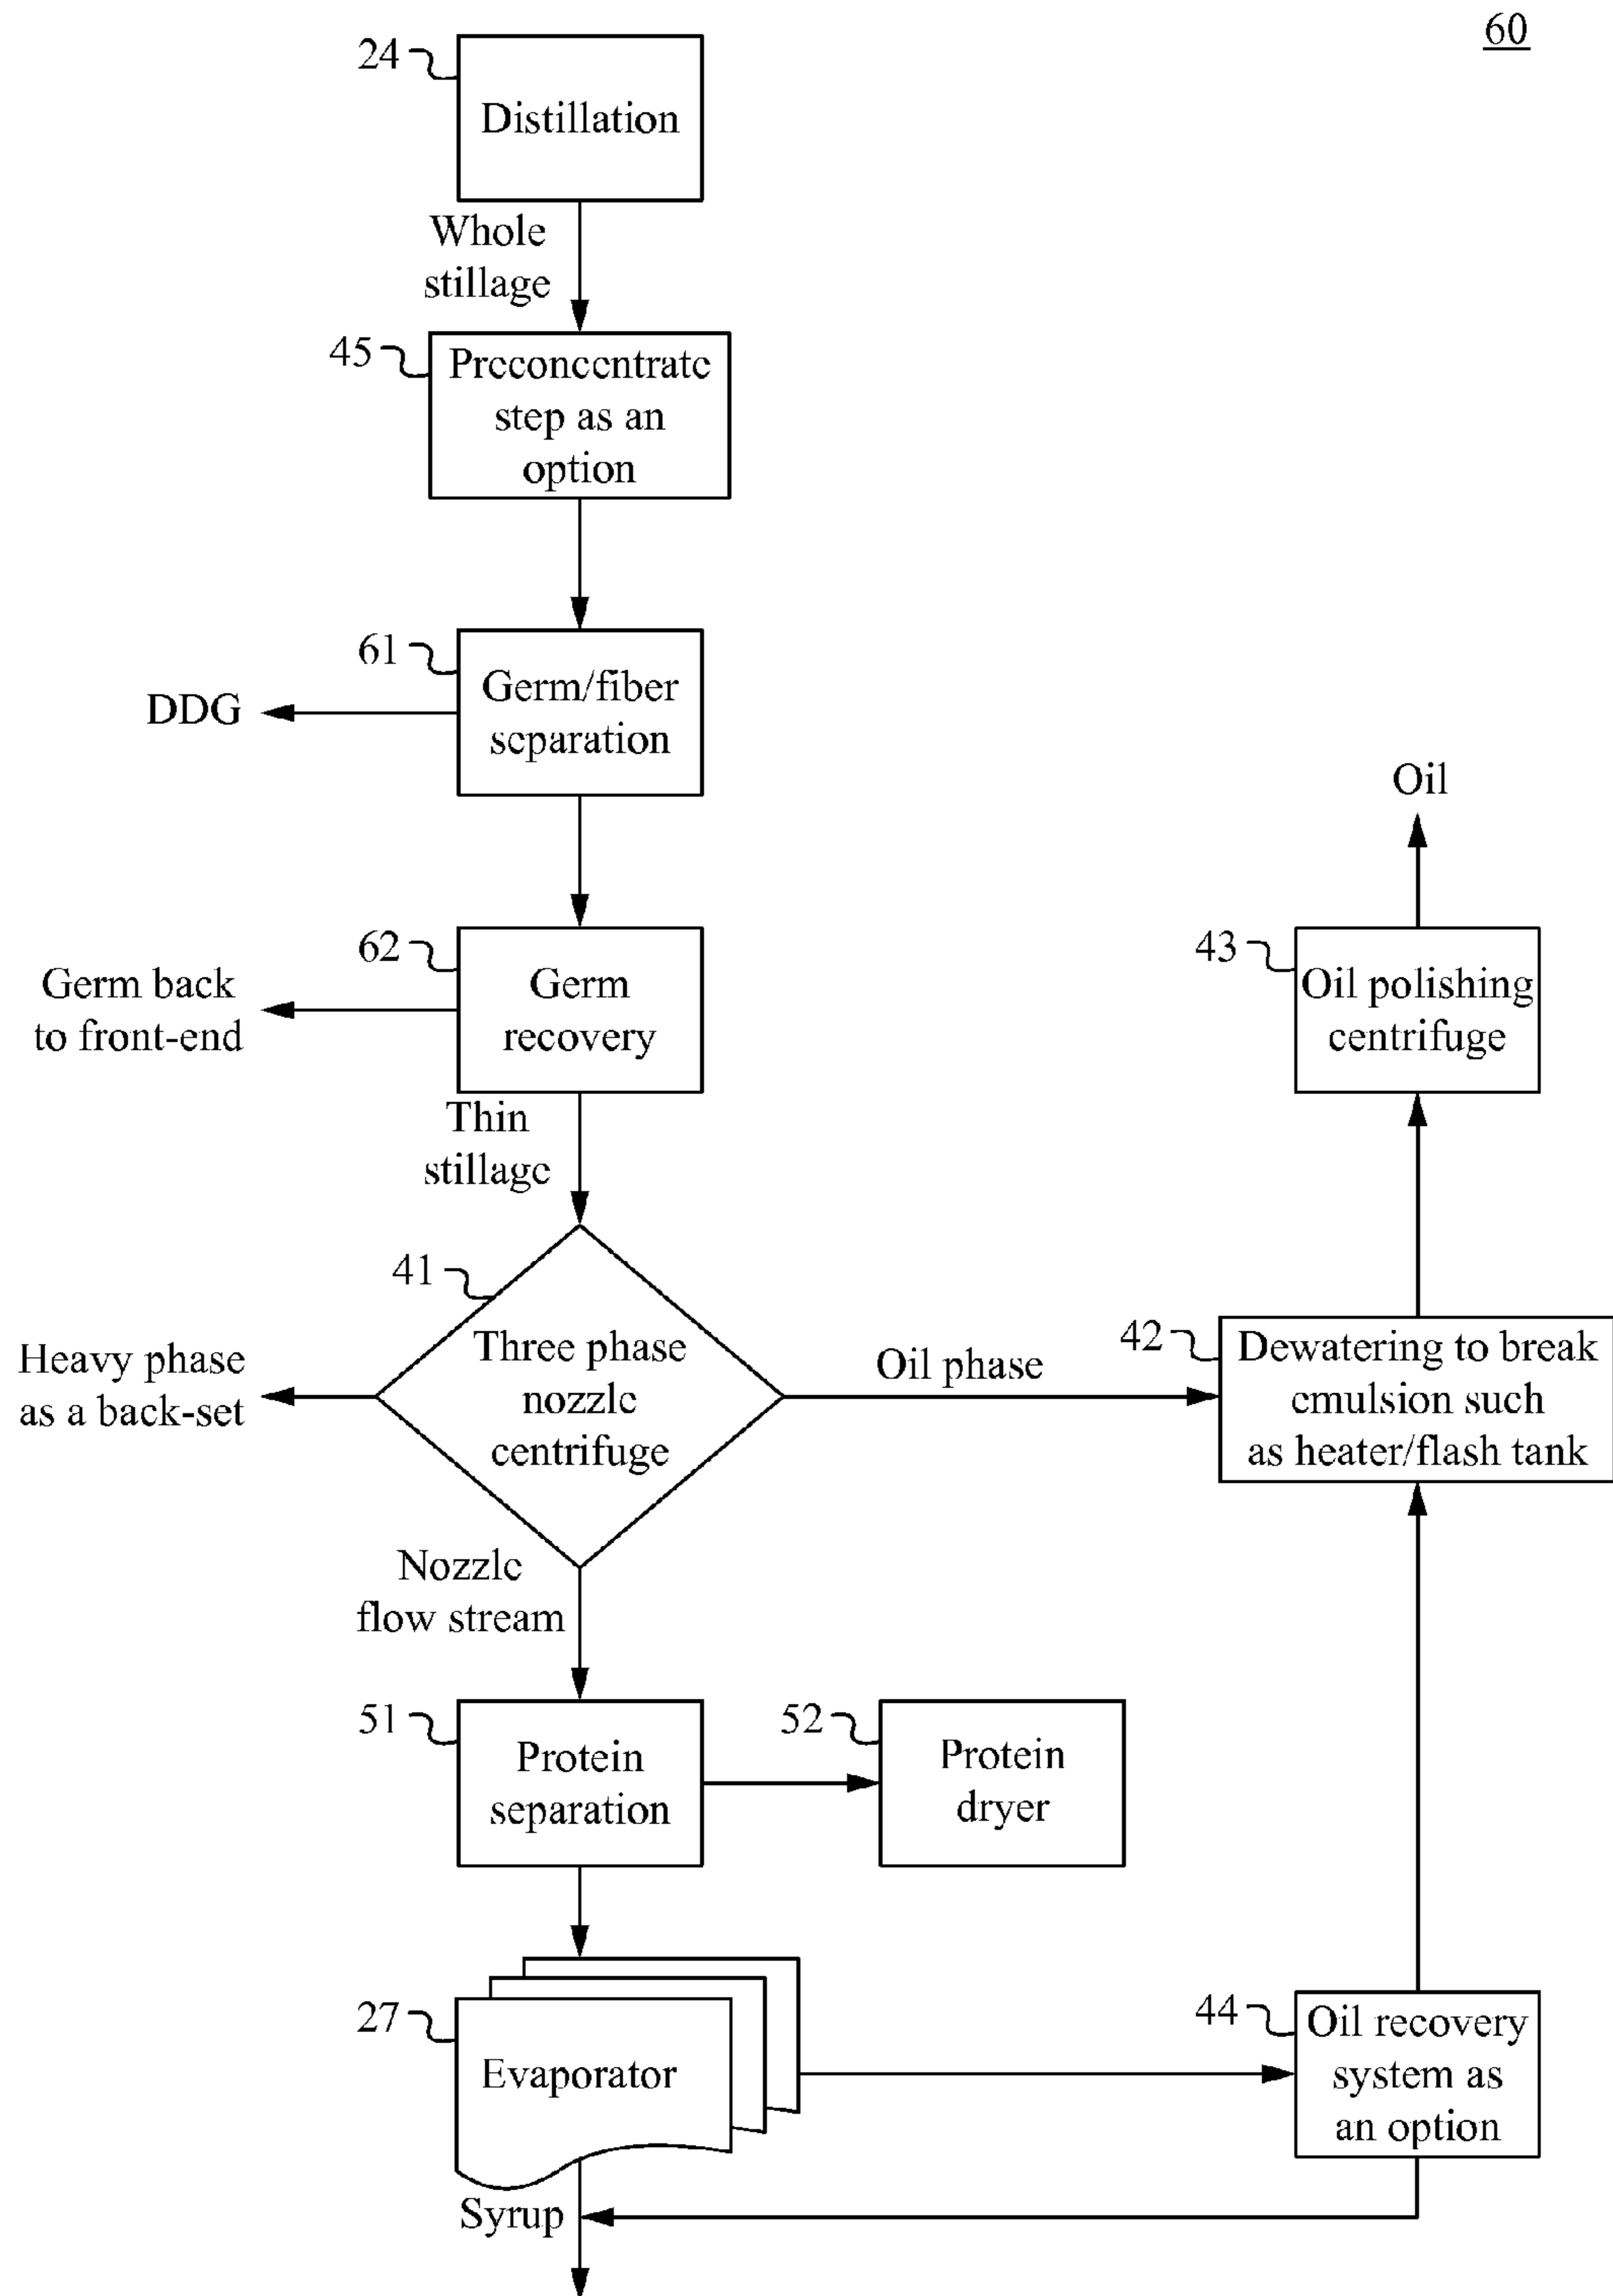 60
24
Distillation
Whole
stillage
45
Preconcentrate
step as an
option
61
Germ/fiber
separation
DDG
Oil
62
Germ
recovery
Germ back
to front-end
43
Oil polishing
centrifuge
Thin
stillage
41
Three phase
nozzle
centrifuge
Heavy phase
as a back-set
Oil phase
42
Dewatering to break
emulsion such
as heater/flash tank
Nozzle
flow stream
51
Protein
separation
52
Protein
dryer
27
Evaporator
44
Oil recovery
system as
an option
Syrup